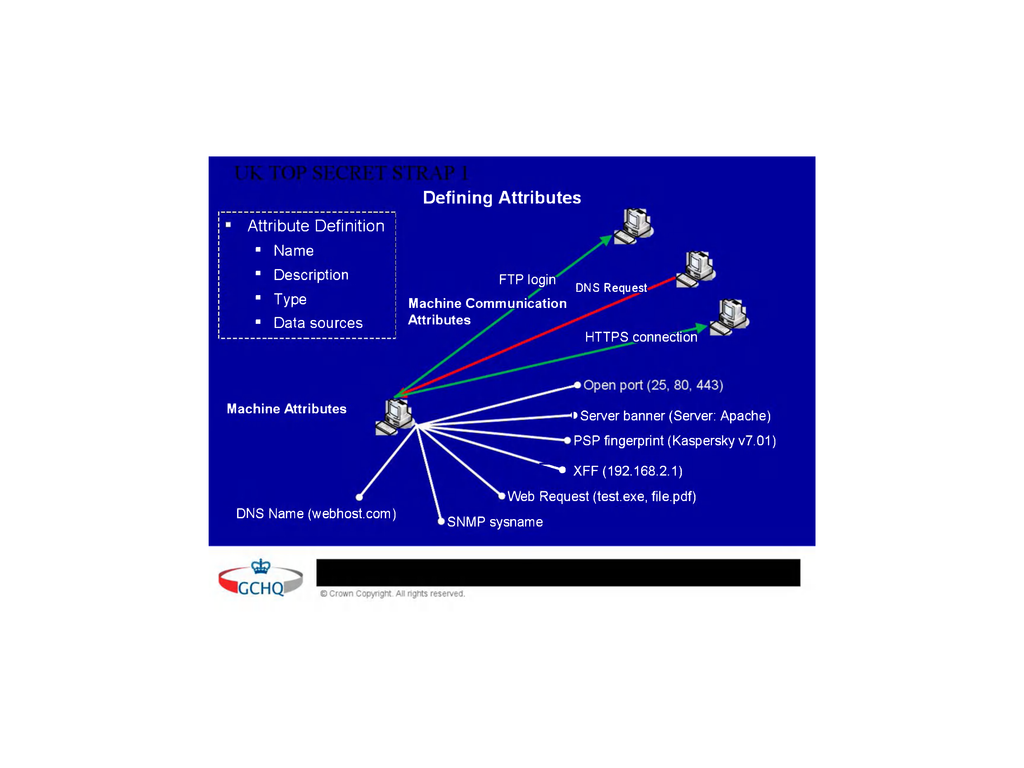 UK TOP SECRET STRAP 1
Defining Attributes
▪ Attribute Definition
▪ Name
▪ Description
▪ Type
▪ Data sources
FTP login
DNS Request
Machine Communication
Attributes
HTTPS connection
Machine Attributes
Open port (25, 80, 443)
Server banner (Server: Apache)
PSP fingerprint (Kaspersky v7.01)
XFF (192.168.2.1)
Web Request (test.exe, file.pdf)
DNS Name (webhost.com)
SNMP sysname
GCHQ
© Crown Copyright. All rights reserved.